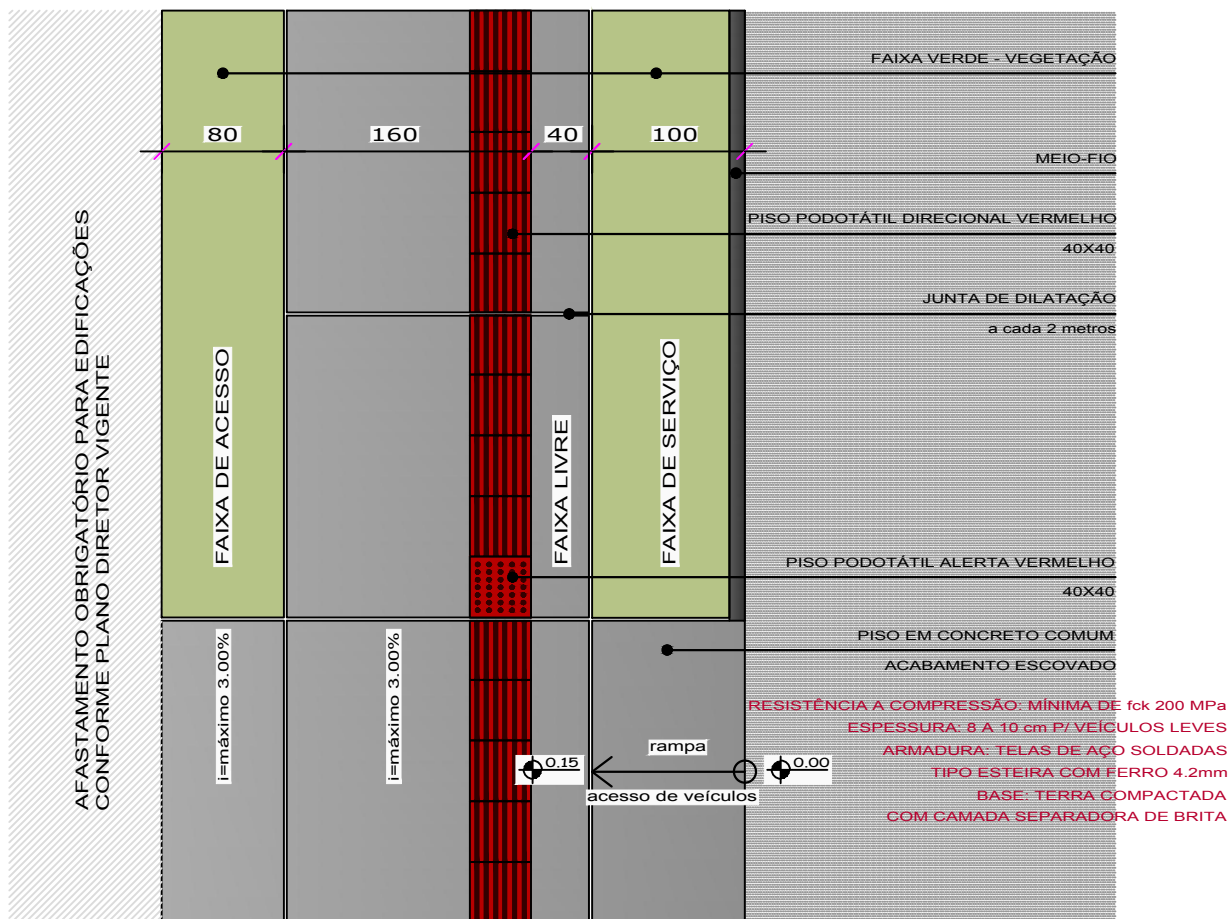 FAIXA VERDE - VEGETAÇÃO
80
160
40
100
MEIO-FIO
PISO PODOTÁTIL DIRECIONAL VERMELHO
40X40
JUNTA DE DILATAÇÃO
a cada 2 metros
AFASTAMENTO OBRIGATÓRIO PARA EDIFICAÇÕES
CONFORME PLANO DIRETOR VIGENTE
FAIXA DE ACESSO
FAIXA LIVRE
FAIXA DE SERVIÇO
PISO PODOTÁTIL ALERTA VERMELHO
40X40
i=máximo 3.00%
i=máximo 3.00%
PISO EM CONCRETO COMUM
ACABAMENTO ESCOVADO
RESISTÊNCIA A COMPRESSÃO: MÍNIMA DE fck 200 MPa
ESPESSURA: 8 A 10 cm P/ VEÍCULOS LEVES
ARMADURA: TELAS DE AÇO SOLDADAS
TIPO ESTEIRA COM FERRO 4.2mm
BASE: TERRA COMPACTADA
COM CAMADA SEPARADORA DE BRITA
rampa
0.15
0.00
acesso de veículos